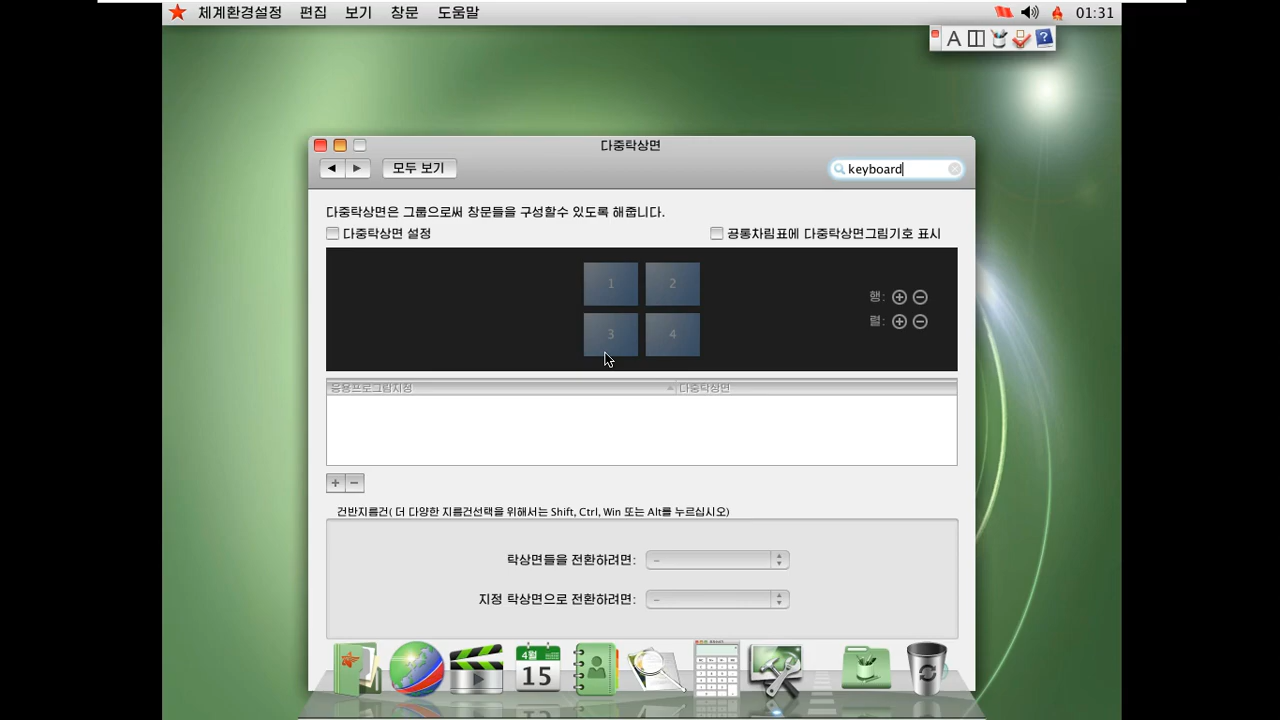 체계환경설정 편집 보기 창문 도움말 01:31
A
다중탁상면
모두 보기 keyboard
다중탁상면은 그룹으로써 창문들을 구성할수 있도록 해줍니다.
다중탁상면 설정 공통차림표에 다중탁상면그림기호 표시
1 2
행:
3 4
렬:
응용프로그람지정 다중탁상면
건반지름건( 더 다양한 지름건선택을 위해서는 Shift, Ctrl, Win 또는 Alt를 누르십시오)
탁상면들을 전환하려면: –
지정 탁상면으로 전환하려면: –
4월
15